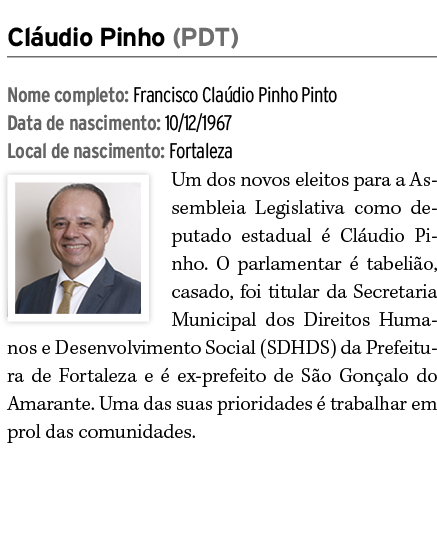 Cláudio Pinho (PDT)
Nome completo: Francisco Claúdio Pinho Pinto
Data de nascimento: 10/12/1967
Local de nascimento: Fortaleza
Um dos novos eleitos para a As-
sembleia Legislativa como de-
putado estadual é Cláudio Pi-
nho. O parlamentar é tabelião,
casado, foi titular da Secretaria
Municipal dos Direitos Huma-
nos e Desenvolvimento Social (SDHDS) da Prefeitu-
ra de Fortaleza e é ex-prefeito de São Gonçalo do
Amarante. Uma das suas prioridades é trabalhar em
prol das comunidades.